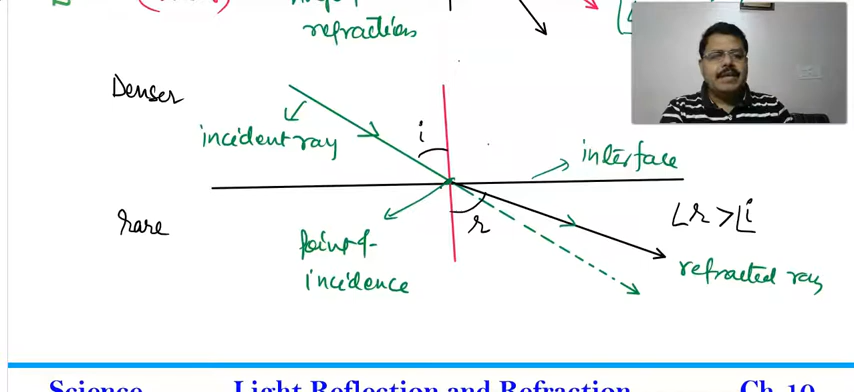 refraction
Denser
incident ray
i
interface
rare
r
∠r > ∠i
point of
incidence
refracted ray
Science
Light Reflection and Refraction
Ch-10